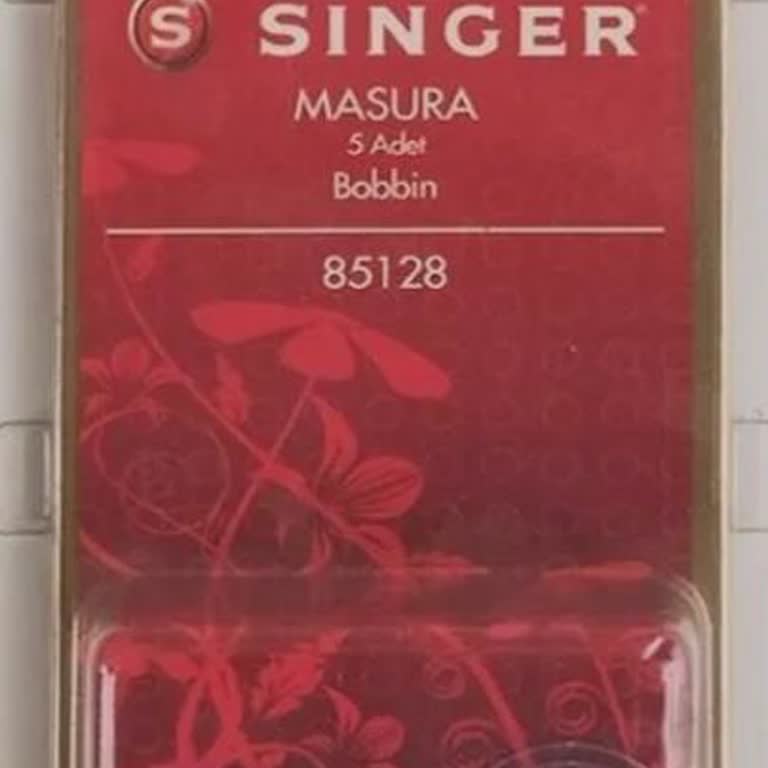 S SINGER
MASURA
5 Adet
Bobbin
85128